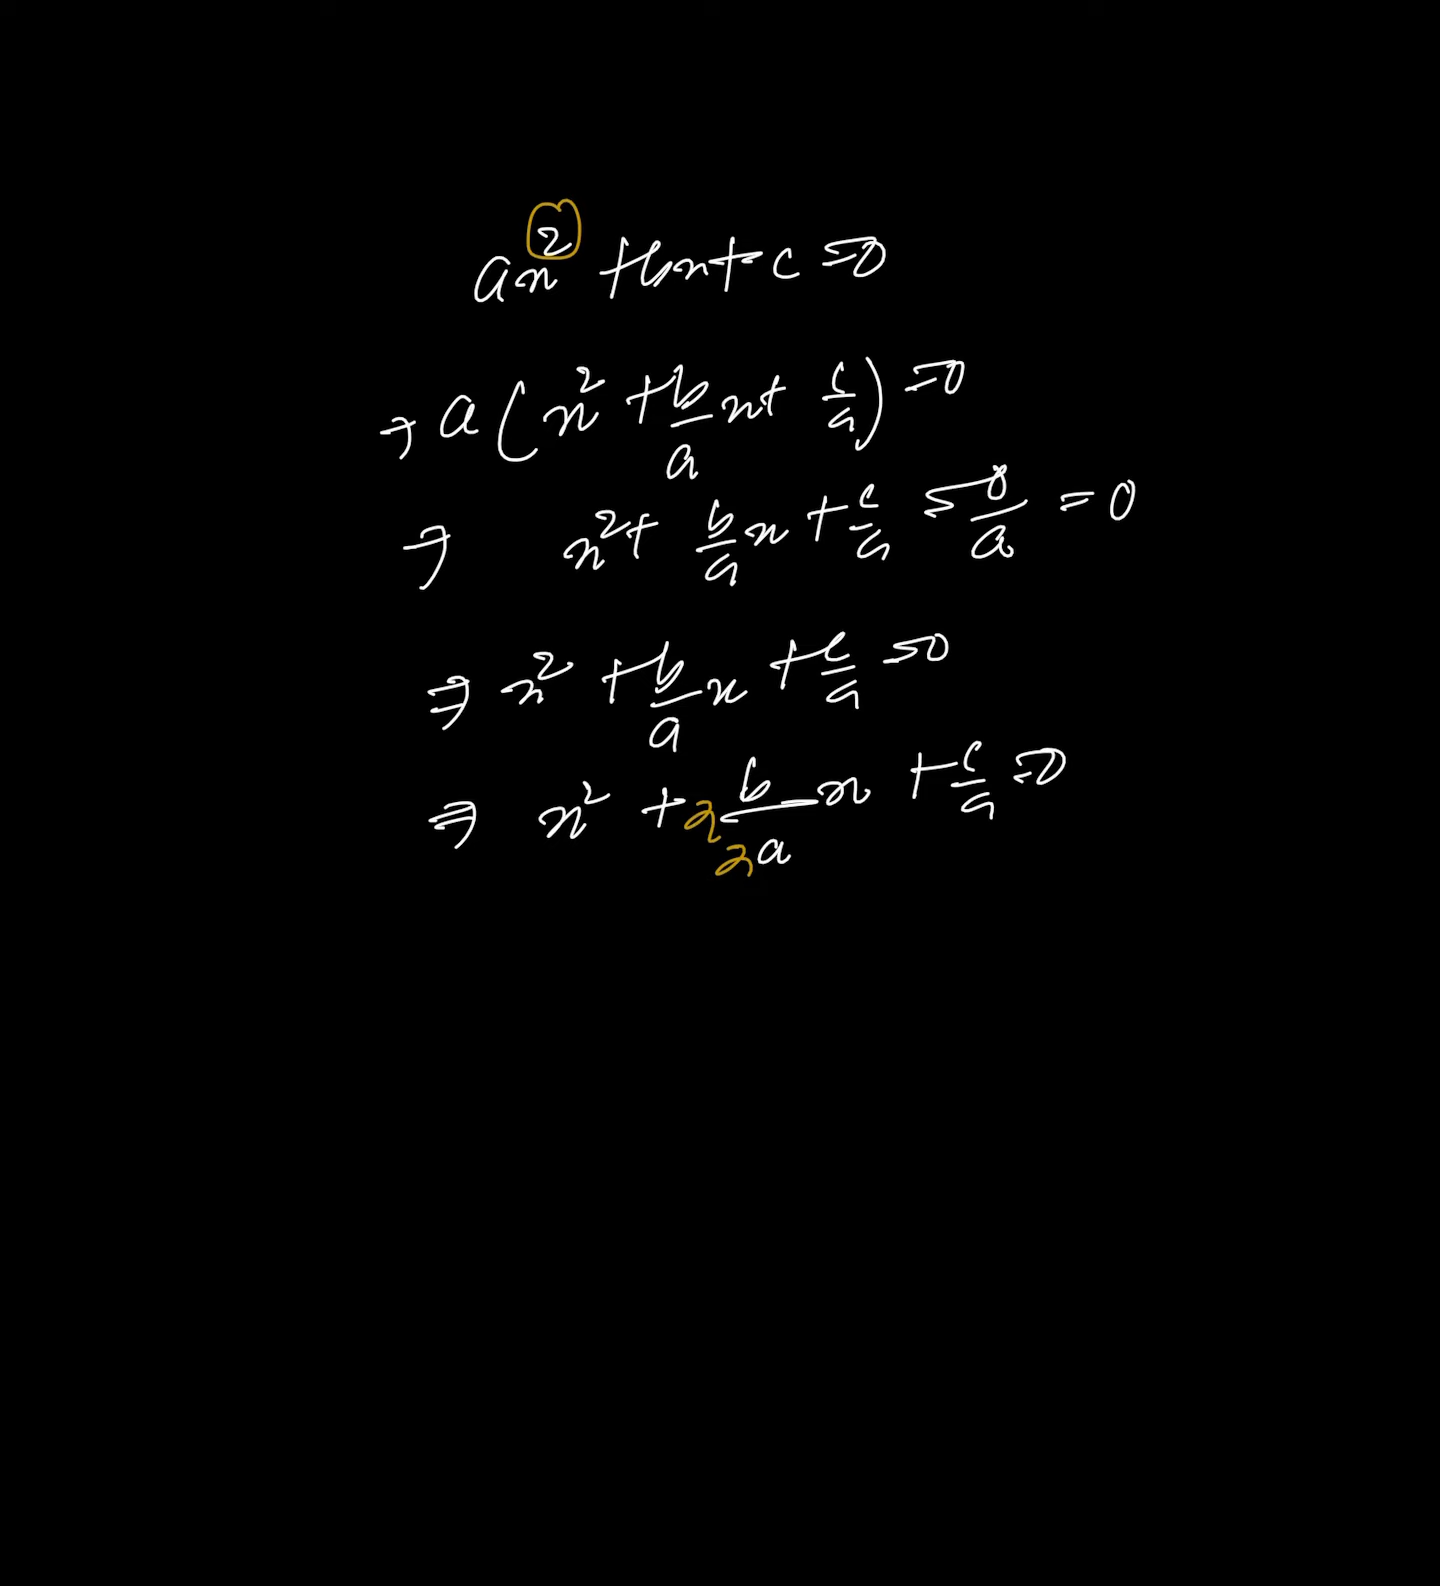 ax² + bx + c = 0
→ a(x² + b/a x + c/a) = 0
⇒ x² + b/a x + c/a = 0/a = 0
⇒ x² + b/a x + c/a = 0
⇒ x² + 2 b/2a x + c/a = 0